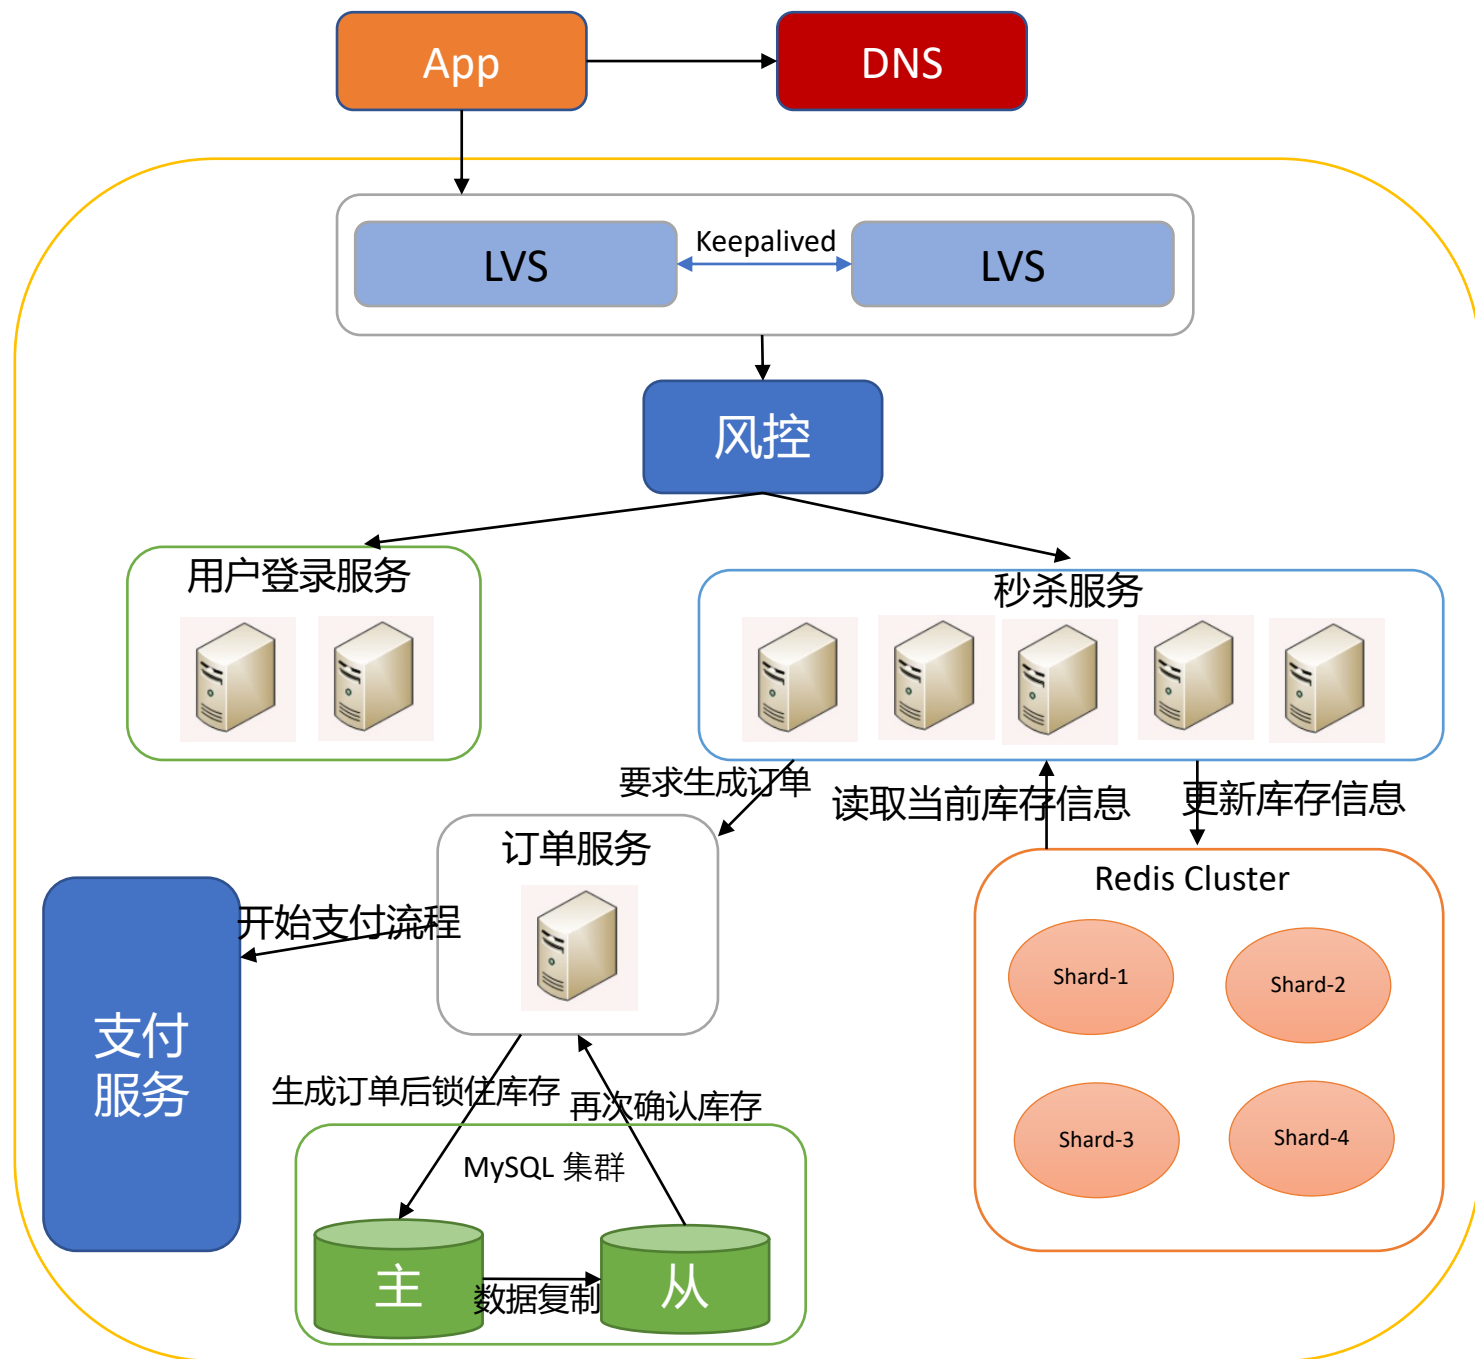 App
DNS
LVS
Keepalived
LVS
风控
用户登录服务
秒杀服务
要求生成订单
读取当前库存信息
更新库存信息
订单服务
Redis Cluster
开始支付流程
Shard-1
Shard-2
支付
服务
生成订单后锁住库存
再次确认库存
Shard-3
Shard-4
MySQL 集群
主
数据复制
从